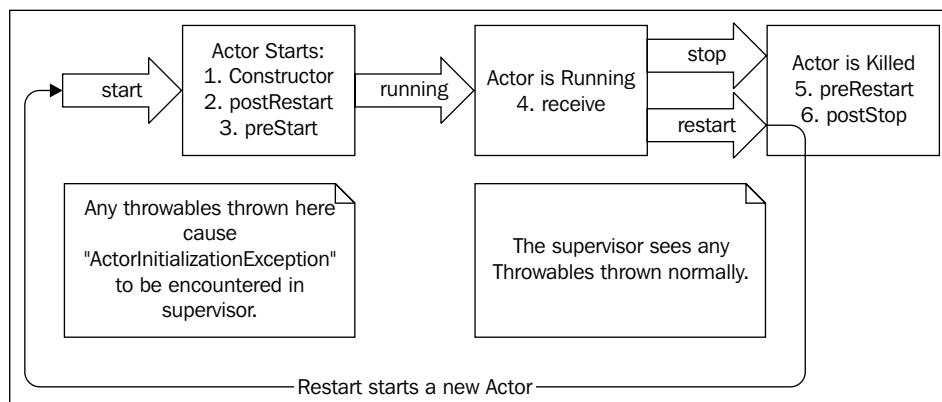 start
Actor Starts:
1. Constructor
2. postRestart
3. preStart
running
Actor is Running
4. receive
stop
restart
Actor is Killed
5. preRestart
6. postStop
Any throwables thrown here
cause
"ActorInitializationException"
to be encountered in
supervisor.
The supervisor sees any
Throwables thrown normally.
Restart starts a new Actor